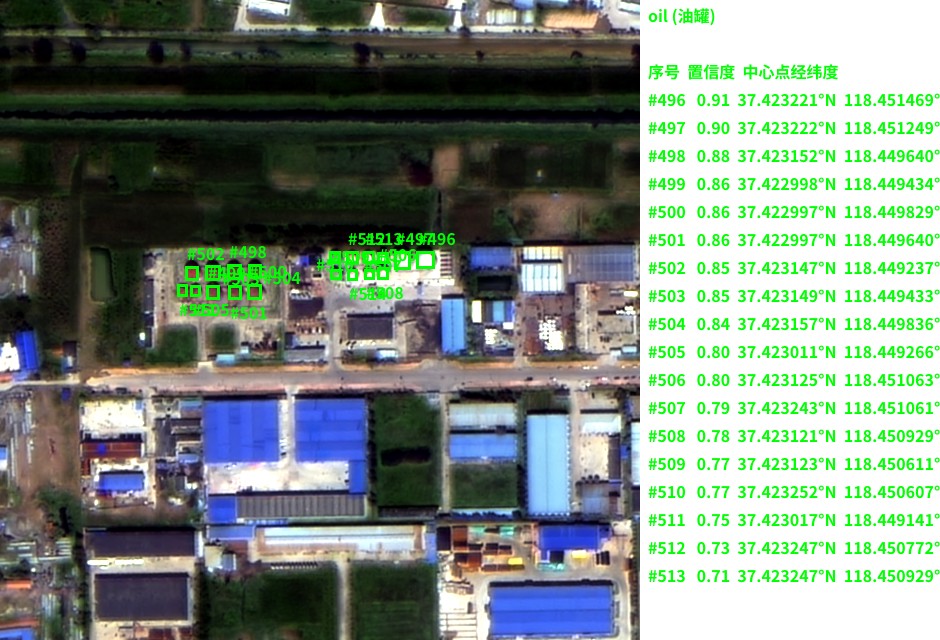 oil (油罐)
序号 置信度 中心点经纬度
#496 0.91 37.423221°N 118.451469°
#497 0.90 37.423222°N 118.451249°
#498 0.88 37.423152°N 118.449640°
#499 0.86 37.422998°N 118.449434°
#500 0.86 37.422997°N 118.449829°
#501 0.86 37.422997°N 118.449640°
#502 0.85 37.423147°N 118.449237°
#503 0.85 37.423149°N 118.449433°
#504 0.84 37.423157°N 118.449836°
#505 0.80 37.423011°N 118.449266°
#506 0.80 37.423125°N 118.451063°
#507 0.79 37.423243°N 118.451061°
#508 0.78 37.423121°N 118.450929°
#509 0.77 37.423123°N 118.450611°
#510 0.77 37.423252°N 118.450607°
#511 0.75 37.423017°N 118.449141°
#512 0.73 37.423247°N 118.450772°
#513 0.71 37.423247°N 118.450929°
#502 #498